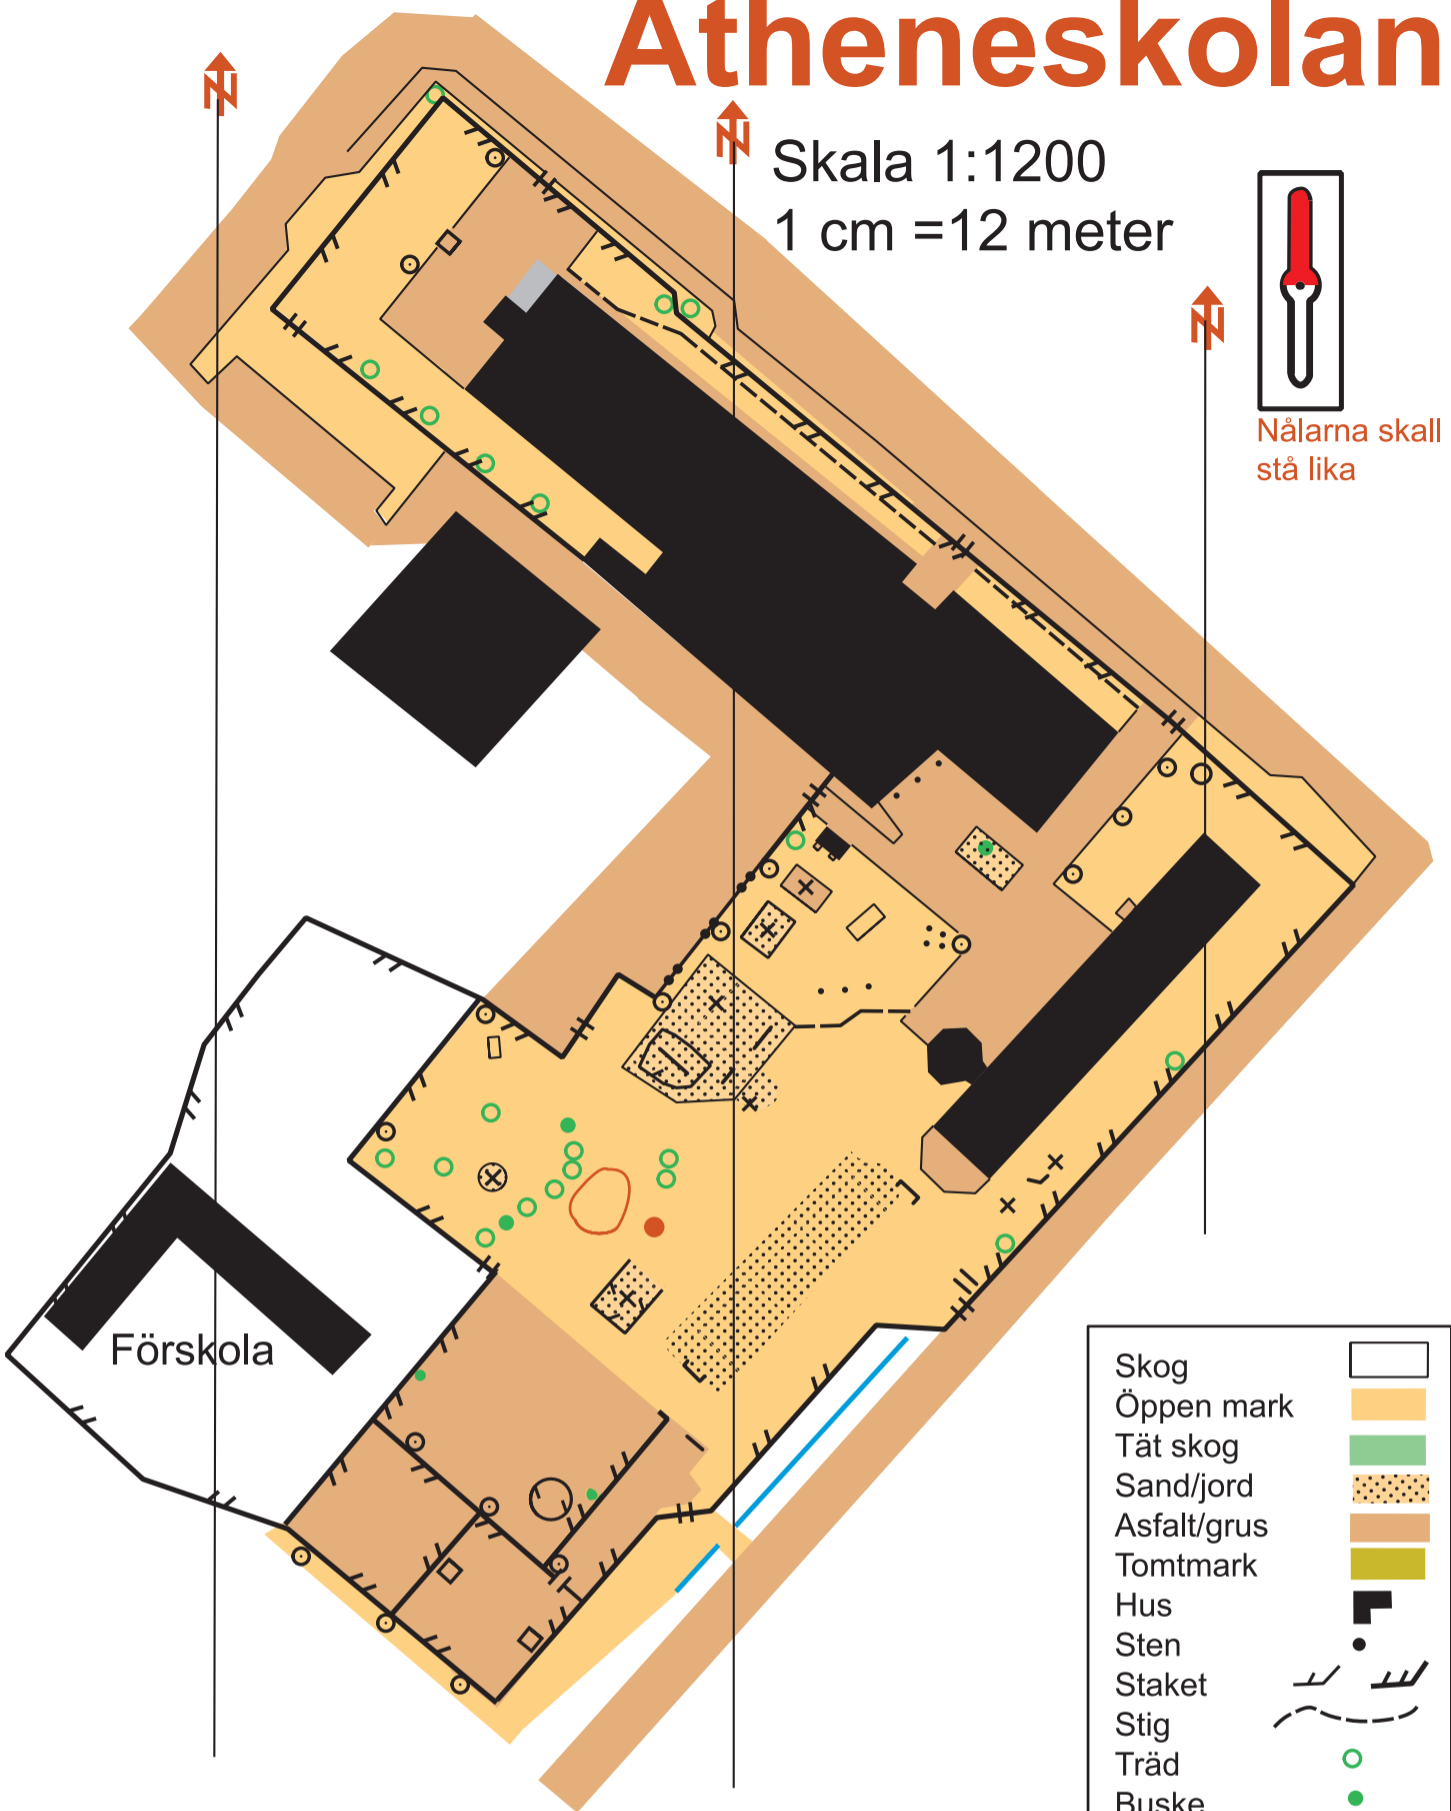 Atheneskolan
N
N
Skala 1:1200
1 cm =12 meter
N
Nålarna skall
stå lika
Förskola
Skog
Öppen mark
Tät skog
Sand/jord
Asfalt/grus
Tomtmark
Hus
Sten
Staket
Stig
Träd
Buske